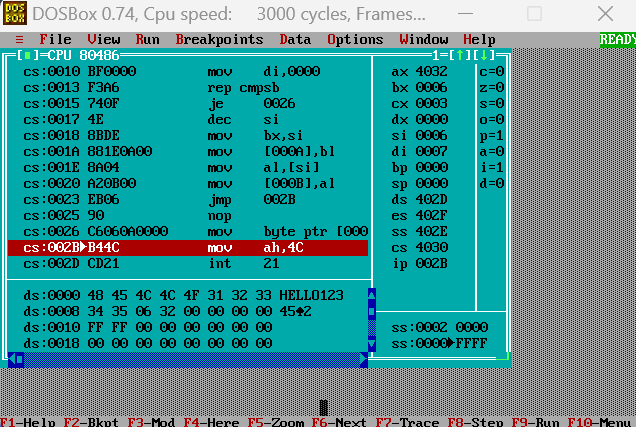 DOSBox 0.74, Cpu speed: 3000 cycles, Frames...
≡ File View Run Breakpoints Data Options Window Help READY
[■]=CPU 80486 1=[↑][↓]
cs:0010 BF0000 mov di,0000 ax 4032 c=0
cs:0013 F3A6 rep cmpsb bx 0006 z=0
cs:0015 740F je 0026 cx 0003 s=0
cs:0017 4E dec si dx 0000 o=0
cs:0018 8BDE mov bx,si si 0006 p=1
cs:001A 881E0A00 mov [000A],bl di 0007 a=0
cs:001E 8A04 mov al,[si] bp 0000 i=1
cs:0020 A20B00 mov [000B],al sp 0000 d=0
cs:0023 EB06 jmp 002B ds 402D
cs:0025 90 nop es 402F
cs:0026 C6060A0000 mov byte ptr [000 ss 402E
cs:002B►B44C mov ah,4C cs 4030
cs:002D CD21 int 21 ip 002B
ds:0000 48 45 4C 4C 4F 31 32 33 HELLO123
ds:0008 34 35 06 32 00 00 00 00 45♠2
ds:0010 FF FF 00 00 00 00 00 00 ss:0002 0000
ds:0018 00 00 00 00 00 00 00 00 ss:0000►FFFF
F1-Help F2-Bkpt F3-Mod F4-Here F5-Zoom F6-Next F7-Trace F8-Step F9-Run F10-Menu